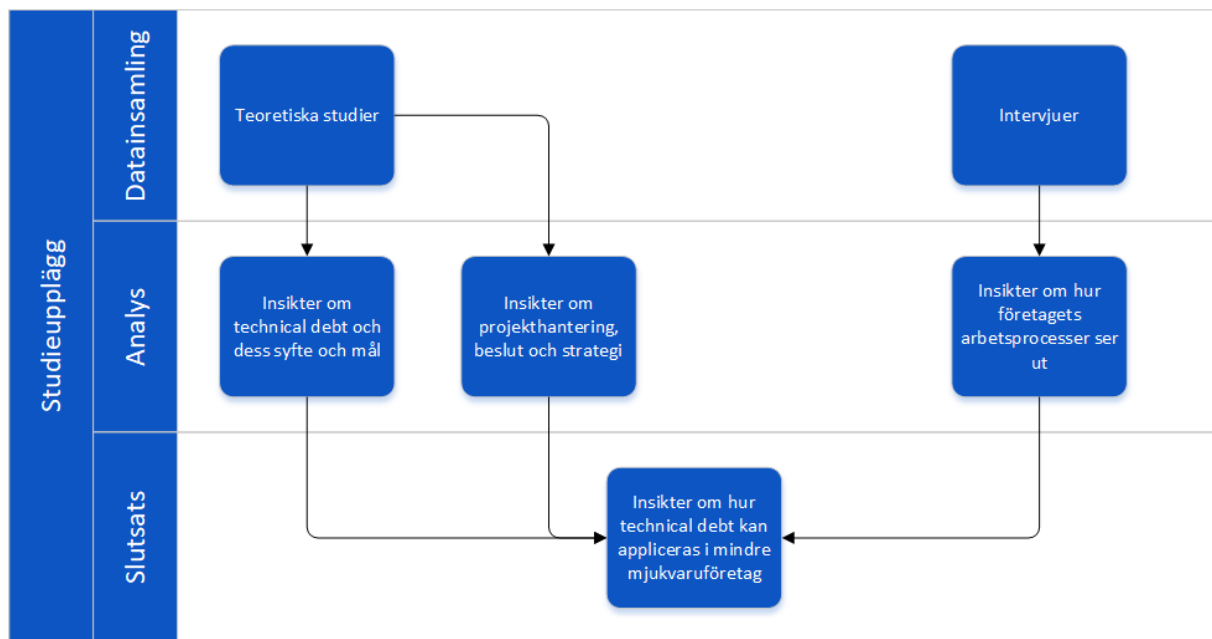 Studieupplägg
Datainsamling
Teoretiska studier
Intervjuer
Analys
Insikter om
technical debt och
dess syfte och mål
Insikter om
projekthantering,
beslut och strategi
Insikter om hur
företagets
arbetsprocesser ser
ut
Slutsats
Insikter om hur
technical debt kan
appliceras i mindre
mjukvaruföretag